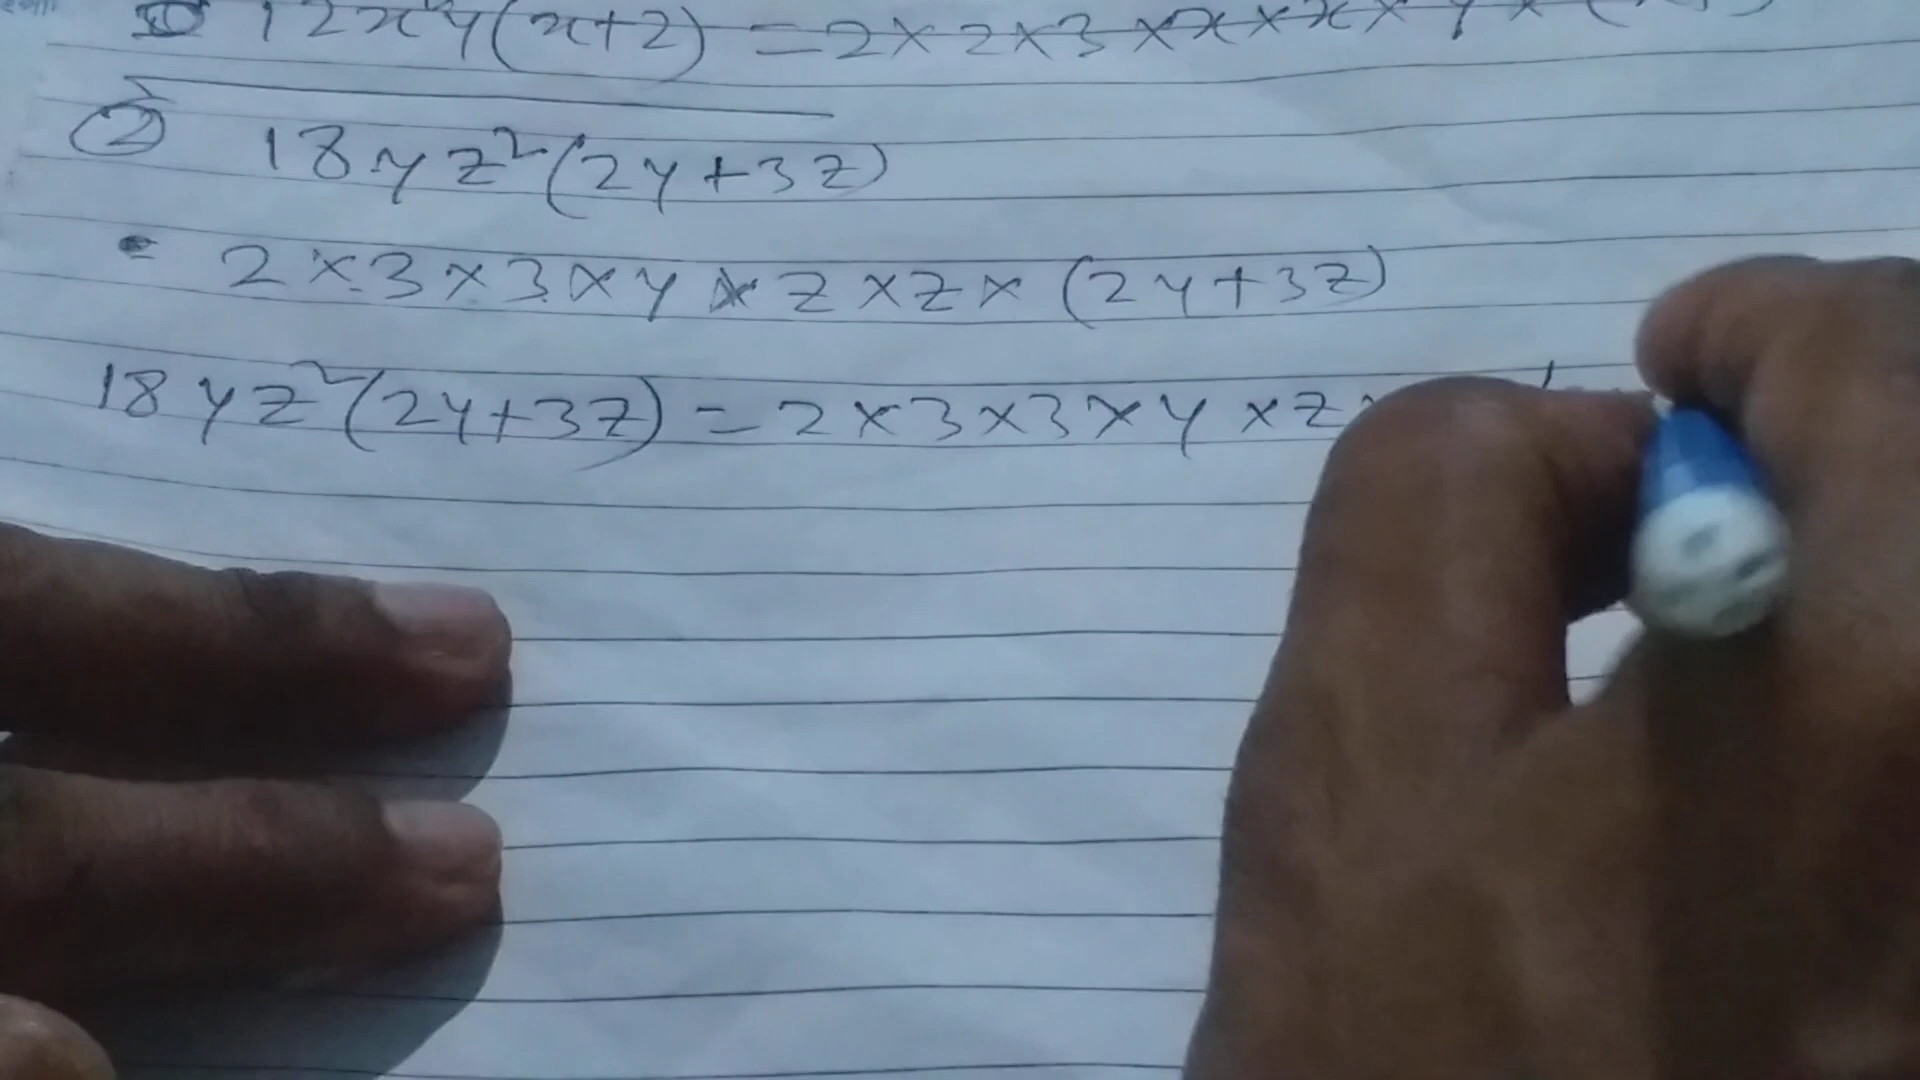 ① 12x²y(x+2) = 2×2×3×x×x×y×(
② 18yz²(2y+3z)
= 2×3×3×y×z×z×(2y+3z)
18yz²(2y+3z) = 2×3×3×y×z